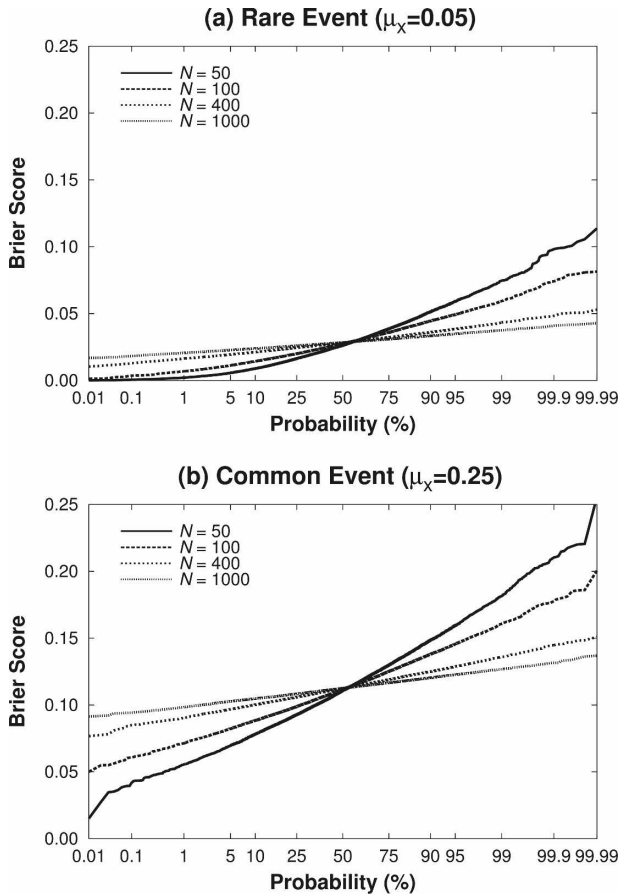 (a) Rare Event (μx=0.05)
0.25
0.20
0.15
0.10
0.05
0.00
Brier Score
N = 50
N = 100
N = 400
N = 1000
0.01 0.1 1 5 10 25 50 75 90 95 99 99.9 99.99
Probability (%)
(b) Common Event (μx=0.25)
0.25
0.20
0.15
0.10
0.05
0.00
Brier Score
N = 50
N = 100
N = 400
N = 1000
0.01 0.1 1 5 10 25 50 75 90 95 99 99.9 99.99
Probability (%)